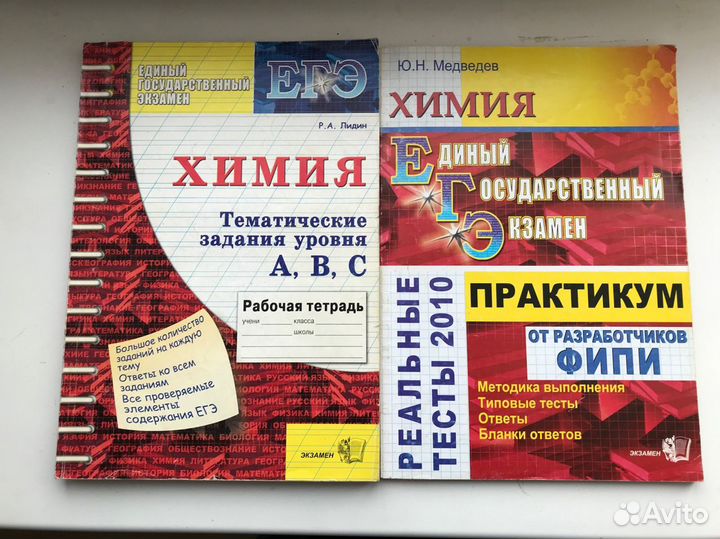 ЕДИНЫЙ
ГОСУДАРСТВЕННЫЙ
ЭКЗАМЕН
ЕГЭ
Р.А. Лидин
ХИМИЯ
Тематические
задания уровня
А, В, С
Рабочая тетрадь
учени
класса
школы
Большое количество
заданий на каждую
тему
Ответы ко всем
заданиям
Все проверяемые
элементы
содержания ЕГЭ
ЭКЗАМЕН
Ю.Н. Медведев
ХИМИЯ
ЕДИНЫЙ
ГОСУДАРСТВЕННЫЙ
ЭКЗАМЕН
РЕАЛЬНЫЕ
ТЕСТЫ 2010
ПРАКТИКУМ
ОТ РАЗРАБОТЧИКОВ
ФИПИ
Методика выполнения
Типовые тесты
Ответы
Бланки ответов
ЭКЗАМЕН
Avito